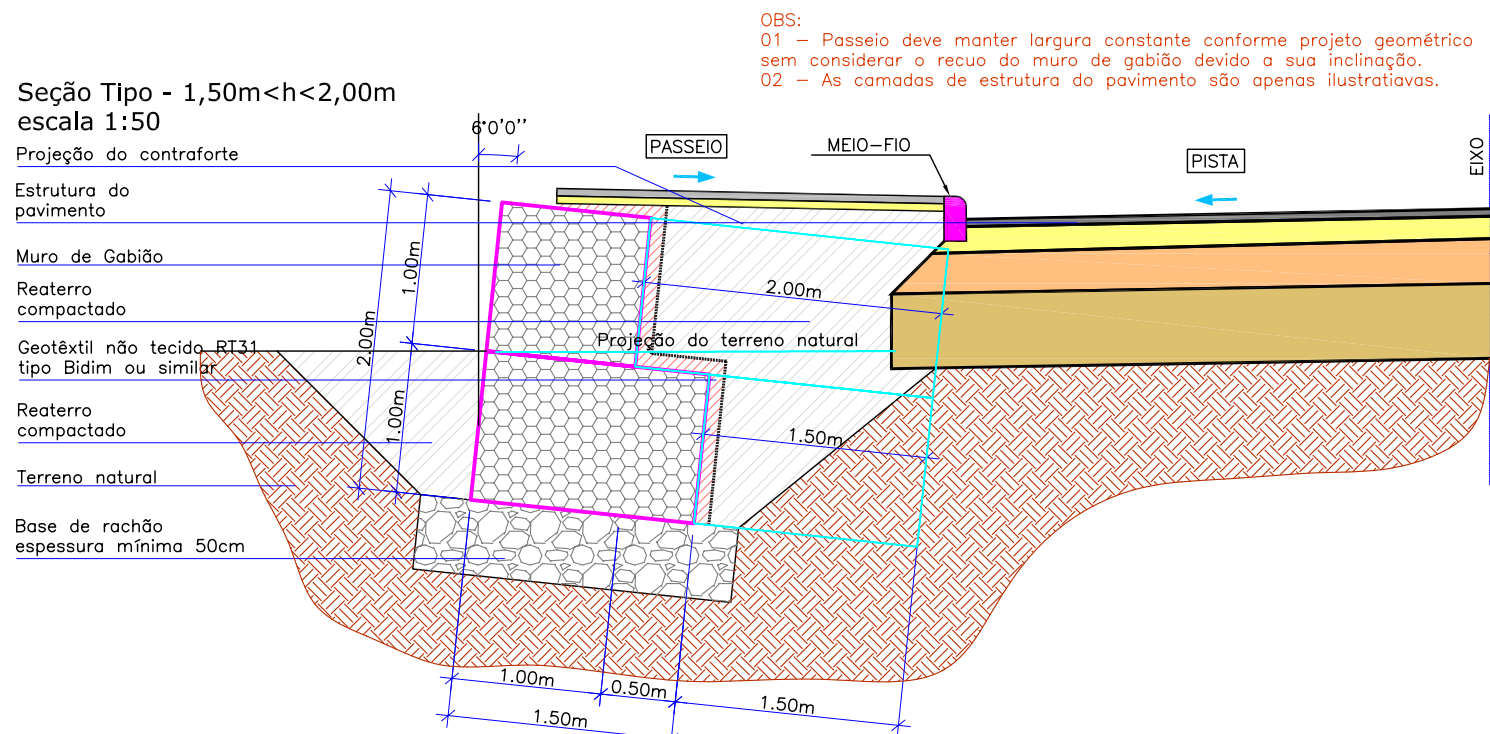 OBS:
01 – Passeio deve manter largura constante conforme projeto geométrico
sem considerar o recuo do muro de gabião devido a sua inclinação.
02 – As camadas de estrutura do pavimento são apenas ilustratiavas.
Seção Tipo - 1,50m<h<2,00m
escala 1:50
6°0'0''
Projeção do contraforte
PASSEIO
MEIO–FIO
PISTA
EIXO
Estrutura do
pavimento
Muro de Gabião
Reaterro
compactado
Geotêxtil não tecido RT31
tipo Bidim ou similar
Reaterro
compactado
Terreno natural
Base de rachão
espessura mínima 50cm
1.00m
2.00m
1.00m
2.00m
Projeção do terreno natural
1.50m
1.00m
0.50m
1.50m
1.50m